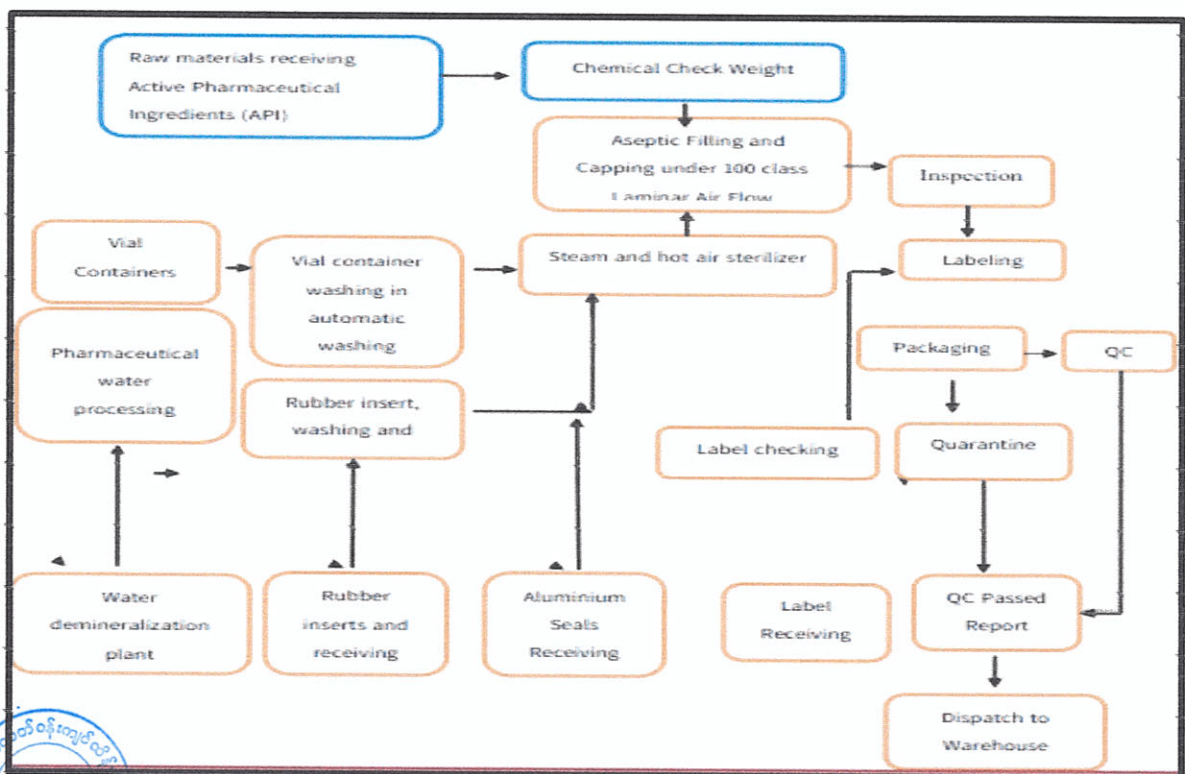 Raw materials receiving
Active Pharmaceutical
Ingredients (API)
Chemical Check Weight
Aseptic Filling and
Capping under 100 class
Laminar Air Flow
Inspection
Vial
Containers
Vial container
washing in
automatic
washing
Steam and hot air sterilizer
Labeling
Pharmaceutical
water
processing
Rubber insert,
washing and
Packaging
QC
Label checking
Quarantine
Water
demineralization
plant
Rubber
inserts and
receiving
Aluminium
Seals
Receiving
Label
Receiving
QC Passed
Report
Dispatch to
Warehouse